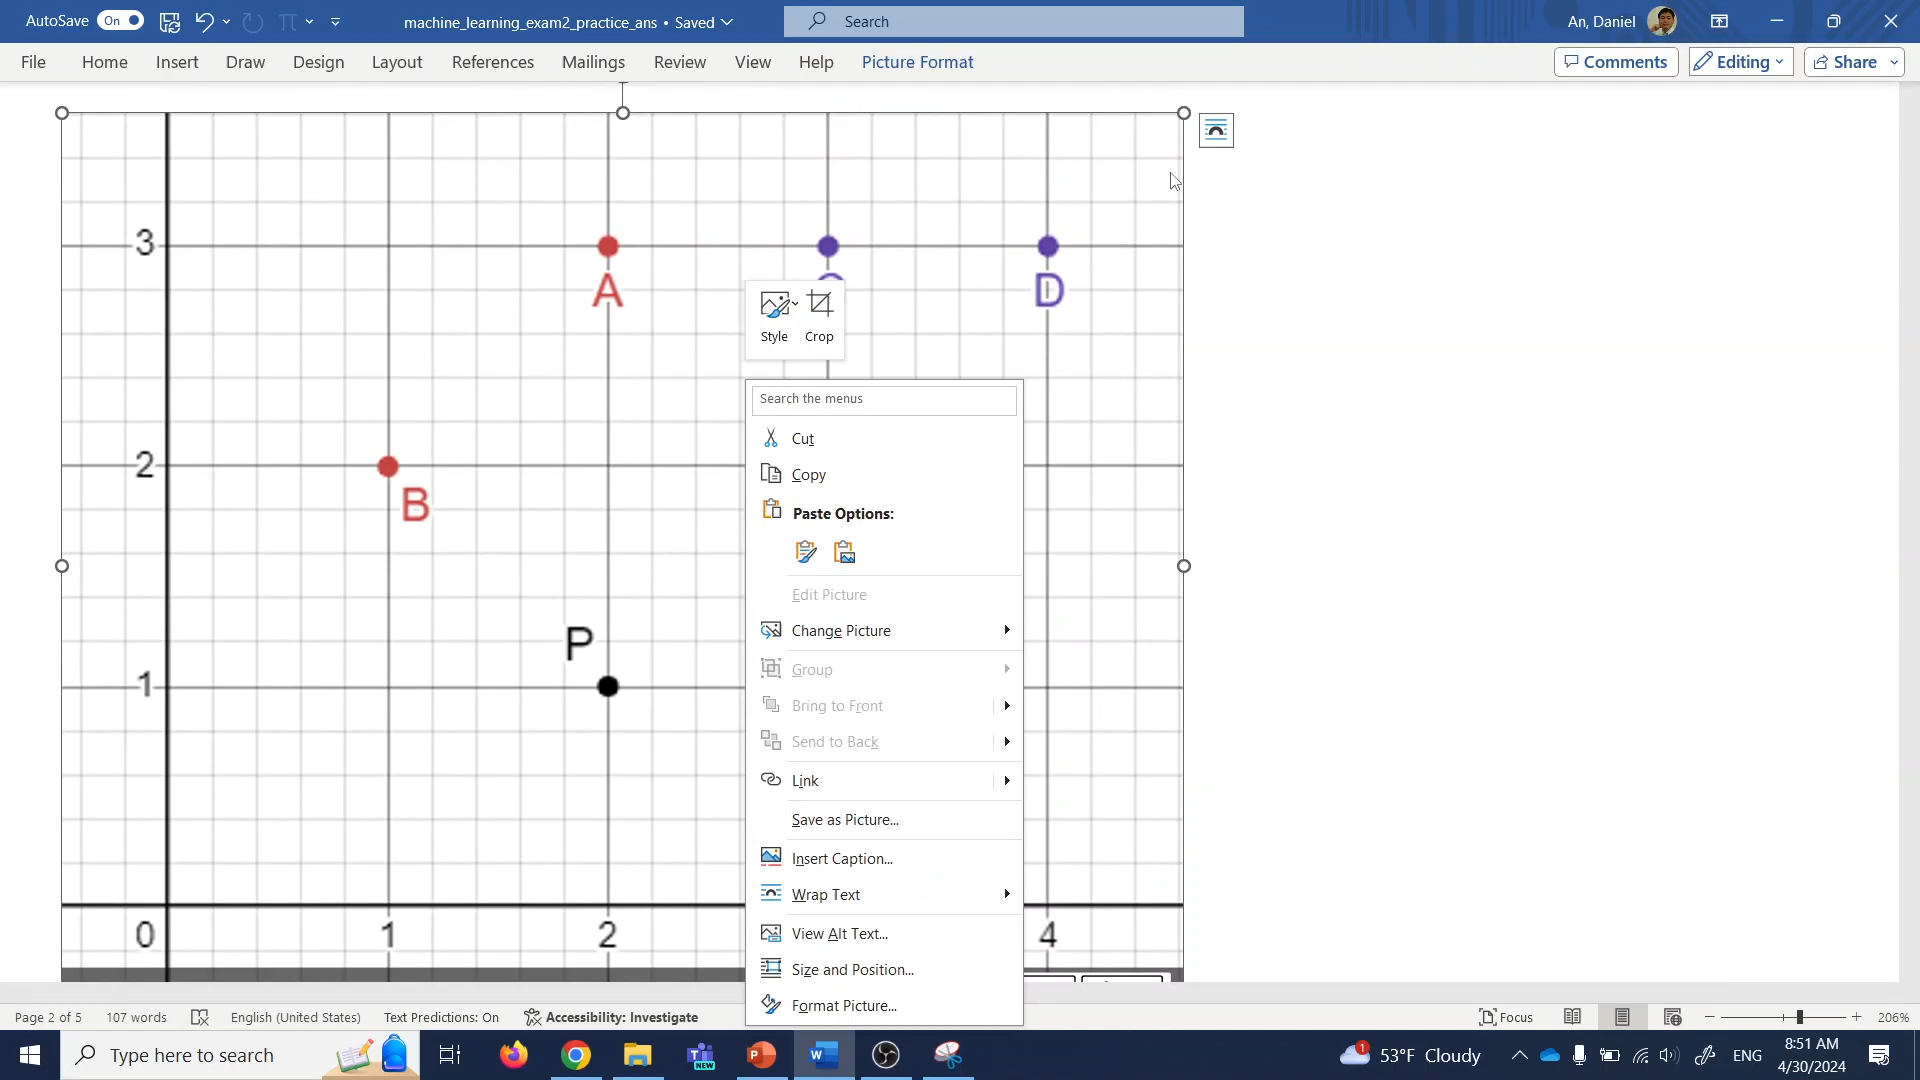 AutoSave On
machine_learning_exam2_practice_ans • Saved
Search
An, Daniel
File Home Insert Draw Design Layout References Mailings Review View Help Picture Format
Comments Editing Share
3
A
D
Style Crop
Search the menus
Cut
Copy
2
B
Paste Options:
Edit Picture
Change Picture
P
Group
1
Bring to Front
Send to Back
Link
Save as Picture...
Insert Caption...
Wrap Text
0 1 2 4
View Alt Text...
Size and Position...
Format Picture...
Page 2 of 5 107 words English (United States) Text Predictions: On Accessibility: Investigate
Focus 206%
Type here to search
NEW
1
53°F Cloudy
ENG
8:51 AM
4/30/2024